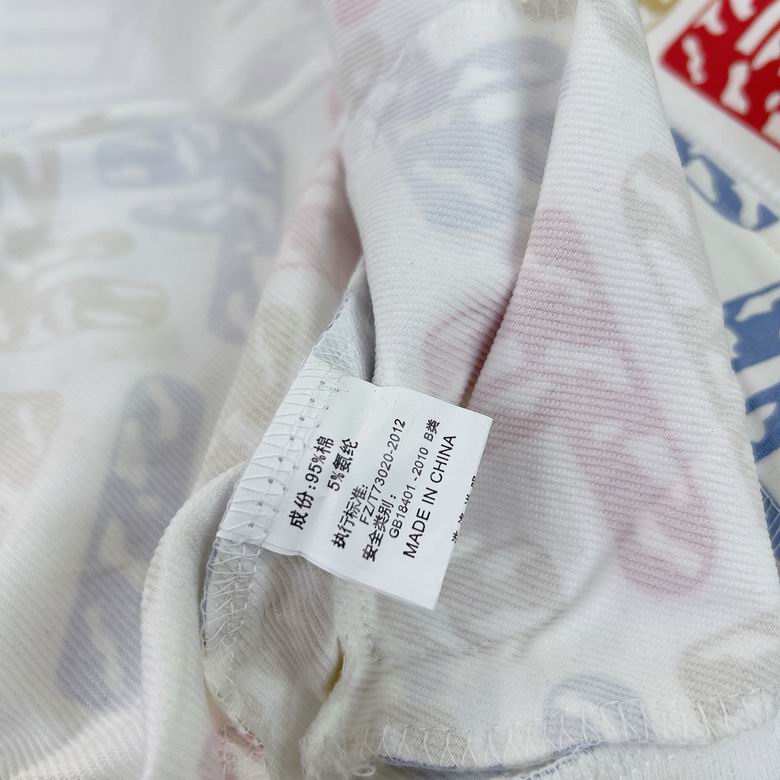 成份:95%棉
5%氨纶
执行标准:
FZ/T73020-2012
安全类别:
GB18401-2010 B类
MADE IN CHINA